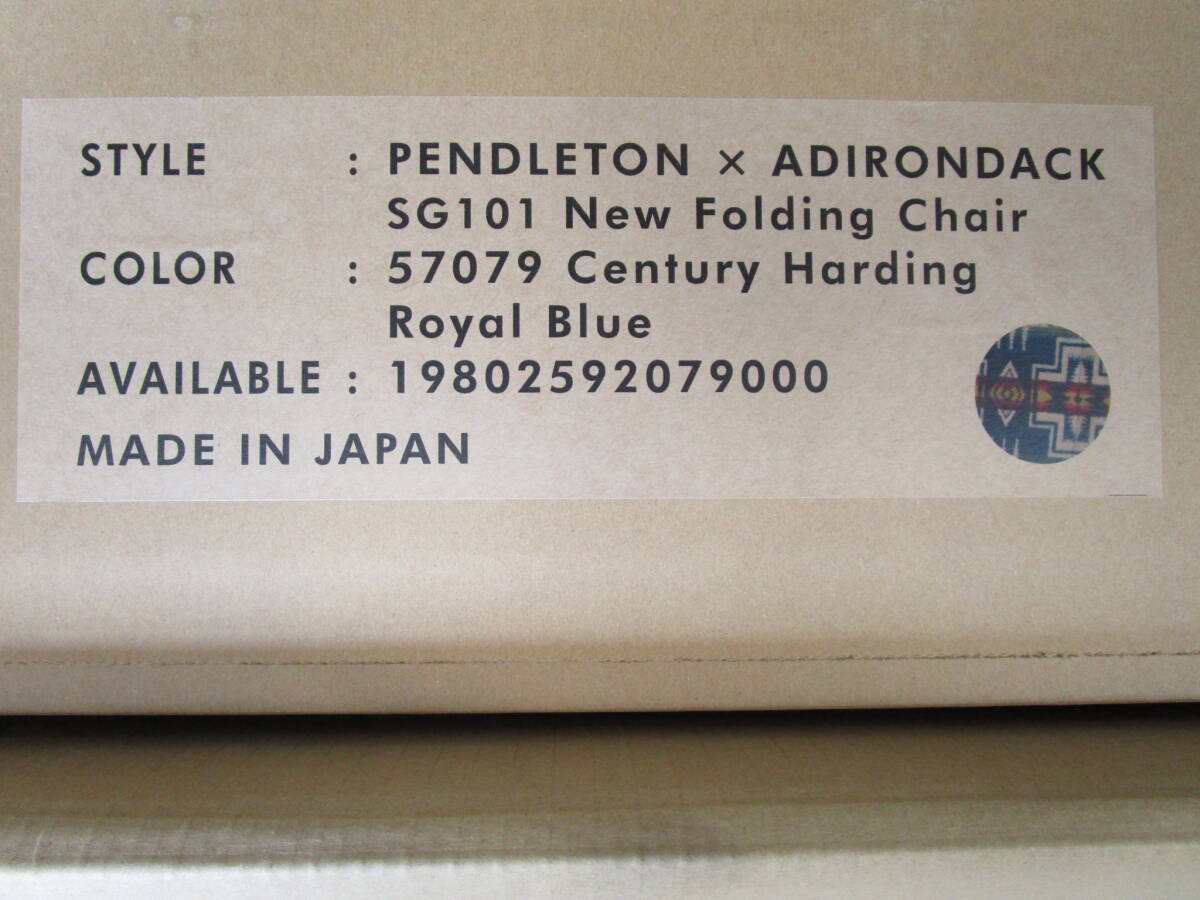 STYLE : PENDLETON × ADIRONDACK
SG101 New Folding Chair
COLOR : 57079 Century Harding
Royal Blue
AVAILABLE : 19802592079000
MADE IN JAPAN